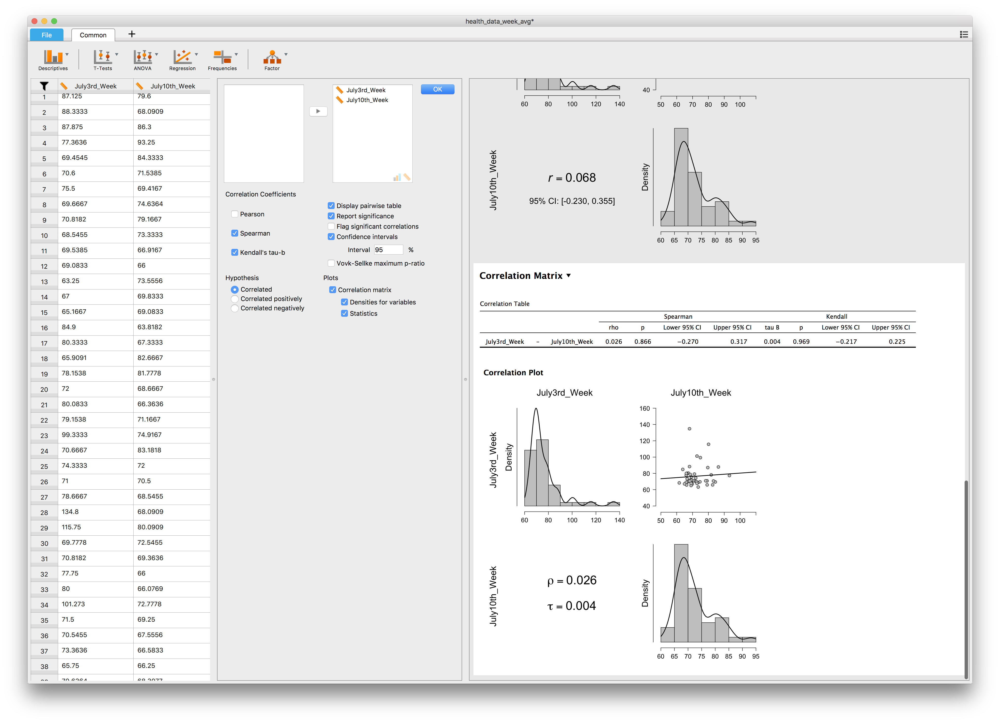 health_data_week_avg*
File
Common
+
Descriptives
T-Tests
ANOVA
Regression
Frequencies
Factor
July3rd_Week July10th_Week
1 87.125 79.6
2 88.3333 68.0909
3 87.875 86.3
4 77.3636 93.25
5 69.4545 84.3333
6 70.6 71.5385
7 75.5 69.4167
8 69.6667 74.6364
9 70.8182 79.1667
10 68.5455 73.3333
11 69.5385 66.9167
12 69.0833 66
13 63.25 73.5556
14 67 69.8333
15 65.1667 69.0833
16 84.9 63.8182
17 80.3333 67.3333
18 65.9091 82.6667
19 78.1538 81.7778
20 72 68.6667
21 80.0833 66.3636
22 79.1538 71.1667
23 99.3333 74.9167
24 70.6667 83.1818
25 74.3333 72
26 71 70.5
27 78.6667 68.5455
28 134.8 68.0909
29 115.75 80.0909
30 69.7778 72.5455
31 70.8182 69.3636
32 77.75 66
33 80 66.0769
34 101.273 72.7778
35 71.5 69.25
36 70.5455 67.5556
37 73.3636 66.5833
38 65.75 66.25
July3rd_Week
July10th_Week
OK
Correlation Coefficients
Pearson
Spearman
Kendall's tau-b
Display pairwise table
Report significance
Flag significant correlations
Confidence intervals
Interval 95 %
Vovk-Sellke maximum p-ratio
Hypothesis
Correlated
Correlated positively
Correlated negatively
Plots
Correlation matrix
Densities for variables
Statistics
60 80 100 120 140
40
50 60 70 80 90 100
July10th_Week
r = 0.068
95% CI: [-0.230, 0.355]
Density
60 65 70 75 80 85 90 95
Correlation Matrix
Correlation Table
Spearman Kendall
rho p Lower 95% CI Upper 95% CI tau B p Lower 95% CI Upper 95% CI
July3rd_Week – July10th_Week 0.026 0.866 −0.270 0.317 0.004 0.969 −0.217 0.225
Correlation Plot
July3rd_Week
July10th_Week
July3rd_Week
Density
60 80 100 120 140
160
140
120
100
80
60
40
50 60 70 80 90 100
July10th_Week
ρ = 0.026
τ = 0.004
Density
60 65 70 75 80 85 90 95